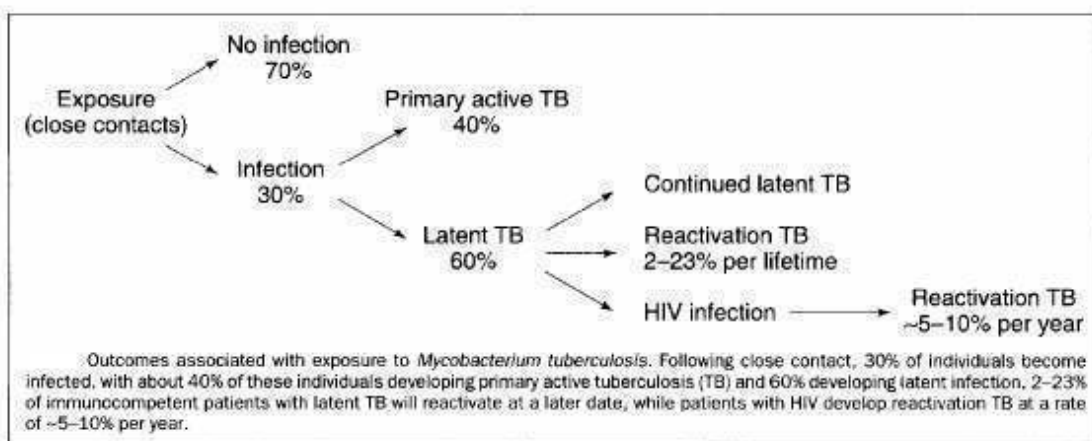 No infection
70%
Exposure
(close contacts)
Primary active TB
40%
Infection
30%
Latent TB
60%
Continued latent TB
Reactivation TB
2–23% per lifetime
HIV infection
Reactivation TB
~5–10% per year
Outcomes associated with exposure to Mycobacterium tuberculosis. Following close contact, 30% of individuals become
infected, with about 40% of these individuals developing primary active tuberculosis (TB) and 60% developing latent infection. 2–23%
of immunocompetent patients with latent TB will reactivate at a later date, while patients with HIV develop reactivation TB at a rate
of ~5–10% per year.